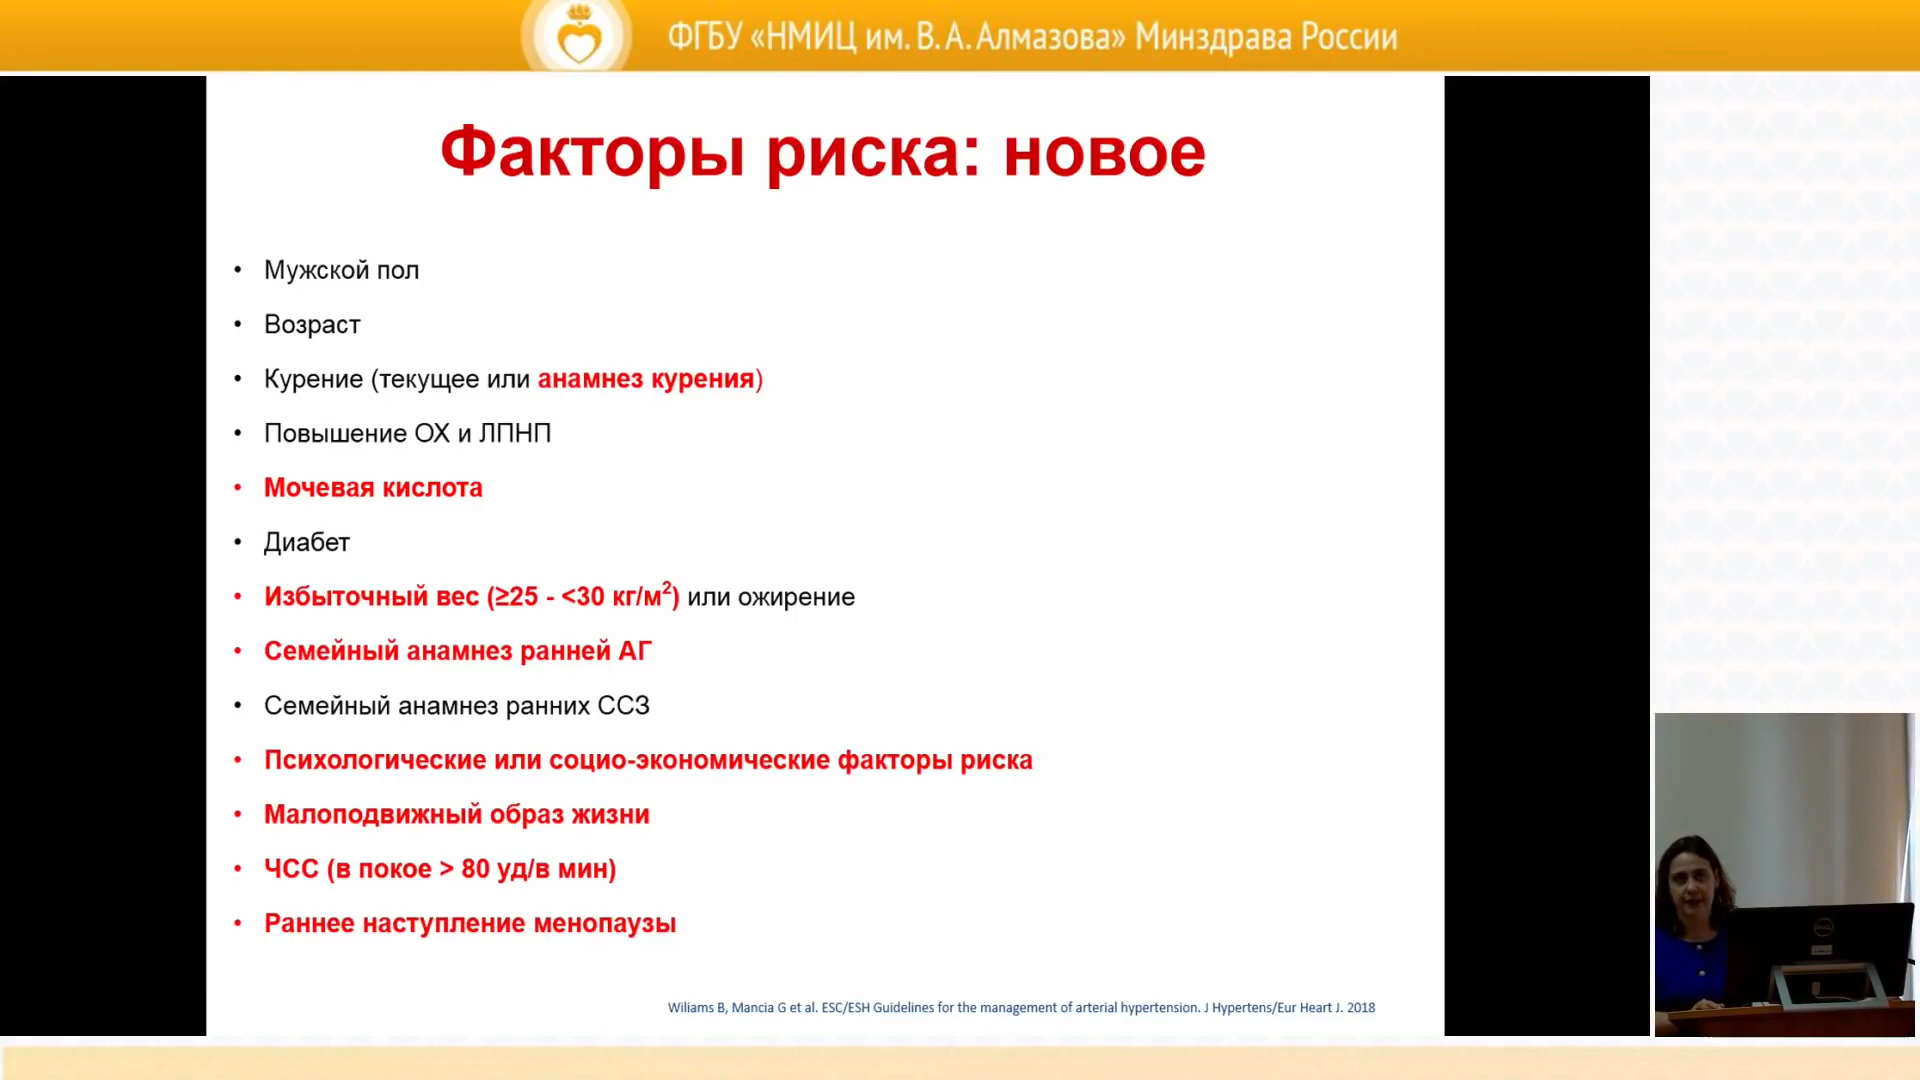 ФГБУ «НМИЦ им. В. А. Алмазова» Минздрава России
Факторы риска: новое
• Мужской пол
• Возраст
• Курение (текущее или анамнез курения)
• Повышение ОХ и ЛПНП
• Мочевая кислота
• Диабет
• Избыточный вес (≥25 - <30 кг/м²) или ожирение
• Семейный анамнез ранней АГ
• Семейный анамнез ранних ССЗ
• Психологические или социо-экономические факторы риска
• Малоподвижный образ жизни
• ЧСС (в покое > 80 уд/в мин)
• Раннее наступление менопаузы
Wiliams B, Mancia G et al. ESC/ESH Guidelines for the management of arterial hypertension. J Hypertens/Eur Heart J. 2018